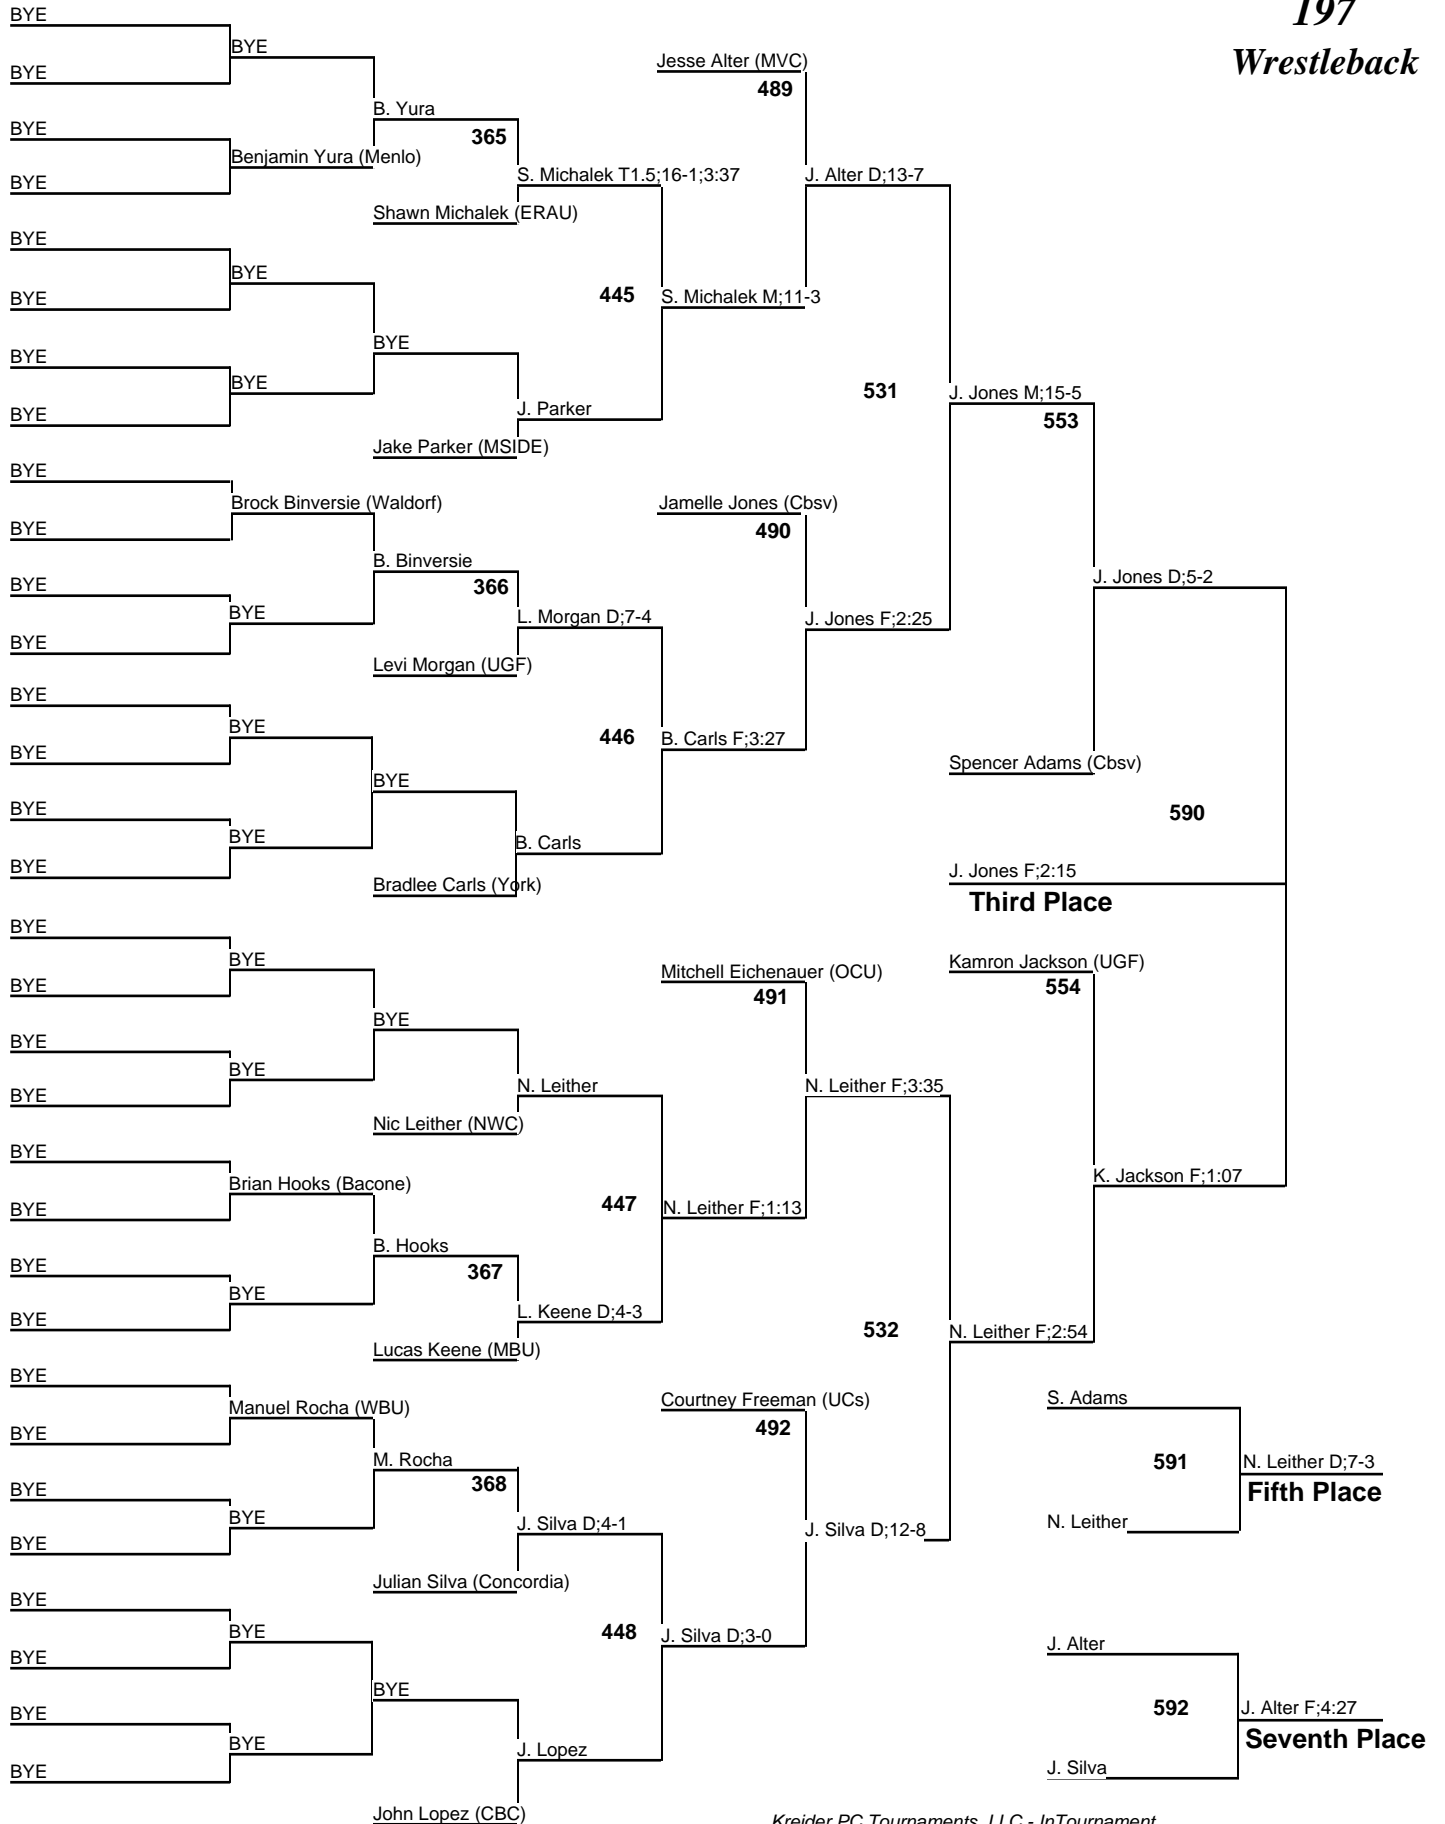 197
Wrestleback
BYE
BYE
BYE
BYE
Benjamin Yura (Menlo)
BYE
B. Yura
365
Shawn Michalek (ERAU)
S. Michalek T1.5;16-1;3:37
BYE
BYE
BYE
BYE
BYE
BYE
BYE
Jake Parker (MSIDE)
J. Parker
445
S. Michalek M;11-3
Jesse Alter (MVC)
489
J. Alter D;13-7
BYE
Brock Binversie (Waldorf)
BYE
B. Binversie
366
BYE
BYE
BYE
L. Morgan D;7-4
Levi Morgan (UGF)
BYE
BYE
BYE
BYE
BYE
BYE
BYE
B. Carls
Bradlee Carls (York)
446
B. Carls F;3:27
Jamelle Jones (Cbsv)
490
J. Jones F;2:25
531
J. Jones M;15-5
553
J. Jones D;5-2
Spencer Adams (Cbsv)
590
J. Jones F;2:15
Third Place
BYE
BYE
BYE
BYE
BYE
BYE
BYE
N. Leither
Nic Leither (NWC)
BYE
Brian Hooks (Bacone)
BYE
B. Hooks
367
BYE
BYE
BYE
L. Keene D;4-3
Lucas Keene (MBU)
447
N. Leither F;1:13
Mitchell Eichenauer (OCU)
491
N. Leither F;3:35
BYE
Manuel Rocha (WBU)
BYE
M. Rocha
368
BYE
BYE
BYE
J. Silva D;4-1
Julian Silva (Concordia)
BYE
BYE
BYE
BYE
BYE
BYE
BYE
J. Lopez
John Lopez (CBC)
448
J. Silva D;3-0
Courtney Freeman (UCs)
492
J. Silva D;12-8
532
N. Leither F;2:54
Kamron Jackson (UGF)
554
K. Jackson F;1:07
S. Adams
591
N. Leither D;7-3
Fifth Place
N. Leither
J. Alter
592
J. Alter F;4:27
Seventh Place
J. Silva
Kreider PC Tournaments, LLC - InTournament